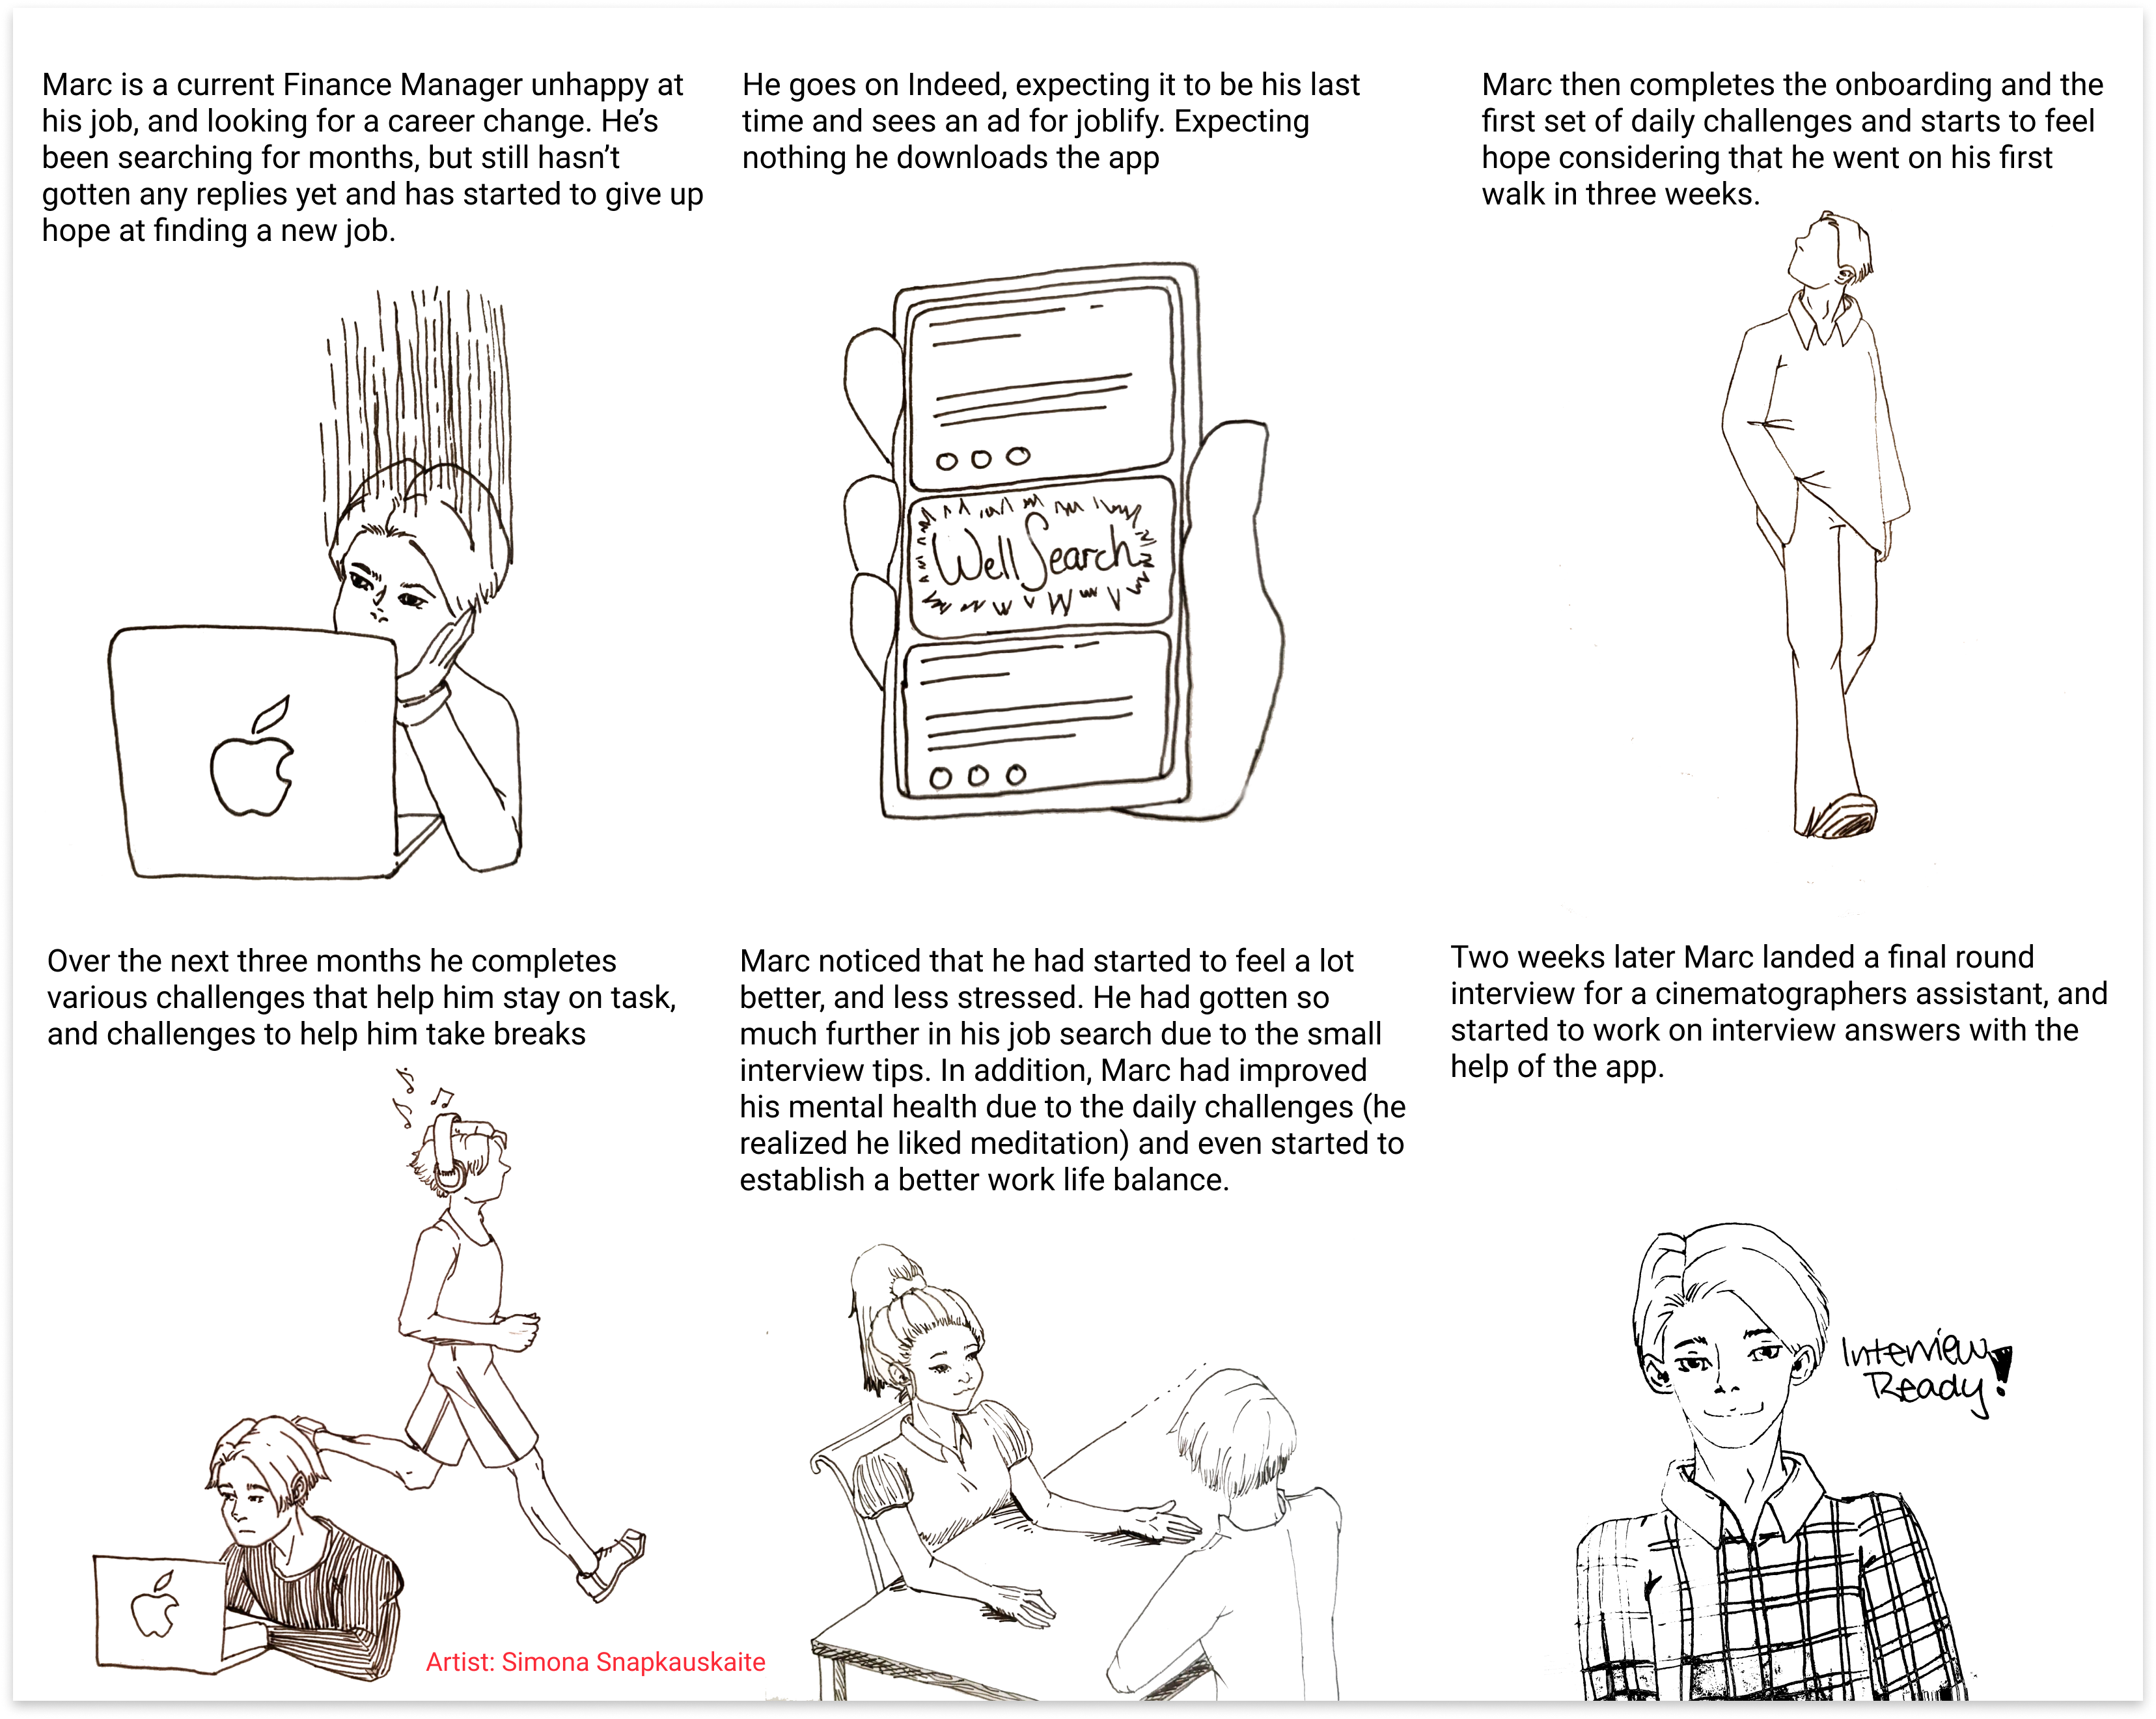 Marc is a current Finance Manager unhappy at
his job, and looking for a career change. He's
been searching for months, but still hasn't
gotten any replies yet and has started to give up
hope at finding a new job.
He goes on Indeed, expecting it to be his last
time and sees an ad for joblify. Expecting
nothing he downloads the app
WellSearch
Marc then completes the onboarding and the
first set of daily challenges and starts to feel
hope considering that he went on his first
walk in three weeks.
Over the next three months he completes
various challenges that help him stay on task,
and challenges to help him take breaks
Artist: Simona Snapkauskaite
Marc noticed that he had started to feel a lot
better, and less stressed. He had gotten so
much further in his job search due to the small
interview tips. In addition, Marc had improved
his mental health due to the daily challenges (he
realized he liked meditation) and even started to
establish a better work life balance.
Two weeks later Marc landed a final round
interview for a cinematographers assistant, and
started to work on interview answers with the
help of the app.
Interview
Ready!